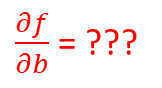 ∂f/∂b = ???